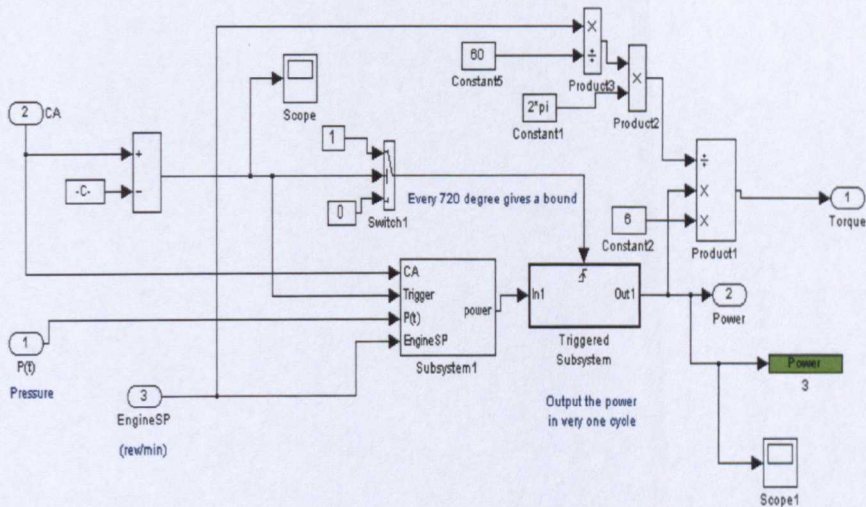 2
CA
-C-
+
−
Scope
1
0
Switch1
Every 720 degree gives a bound
60
Constant5
×
÷
Product3
2*pi
Constant1
×
Product2
6
Constant2
÷
×
×
Product1
1
Torque
CA
Trigger
P(t)
EngineSP
power
Subsystem1
In1
Out1
Triggered
Subsystem
2
Power
Power
3
1
P(t)
Pressure
3
EngineSP
(rew/min)
Output the power
in very one cycle
Scope1